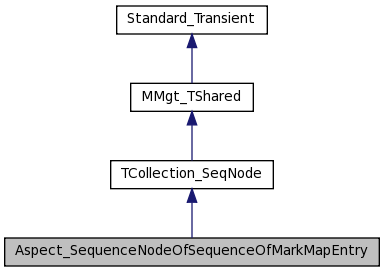 Standard_Transient
MMgt_TShared
TCollection_SeqNode
Aspect_SequenceNodeOfSequenceOfMarkMapEntry